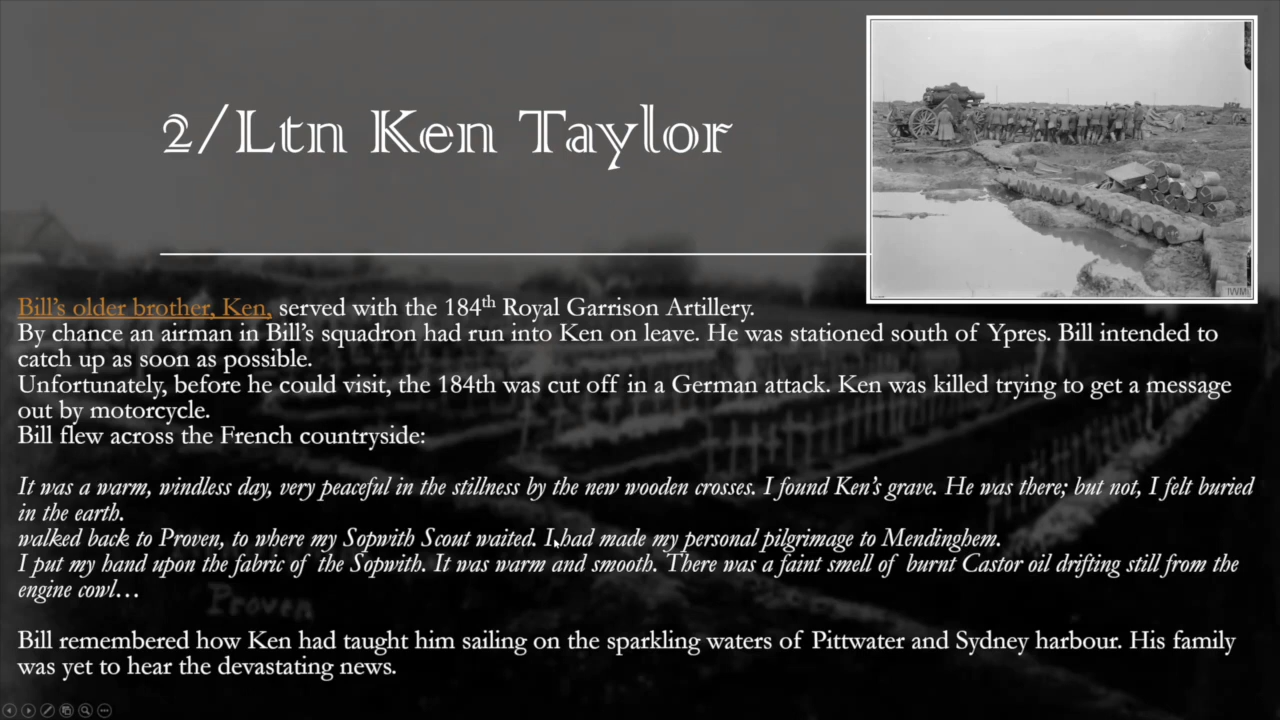 2/Ltn Ken Taylor
IWM
Bill's older brother, Ken, served with the 184th Royal Garrison Artillery.
By chance an airman in Bill's squadron had run into Ken on leave. He was stationed south of Ypres. Bill intended to
catch up as soon as possible.
Unfortunately, before he could visit, the 184th was cut off in a German attack. Ken was killed trying to get a message
out by motorcycle.
Bill flew across the French countryside:
It was a warm, windless day, very peaceful in the stillness by the new wooden crosses. I found Ken's grave. He was there; but not, I felt buried
in the earth.
walked back to Proven, to where my Sopwith Scout waited. I had made my personal pilgrimage to Mendinghem.
I put my hand upon the fabric of the Sopwith. It was warm and smooth. There was a faint smell of burnt Castor oil drifting still from the
engine cowl…
Proven
Bill remembered how Ken had taught him sailing on the sparkling waters of Pittwater and Sydney harbour. His family
was yet to hear the devastating news.